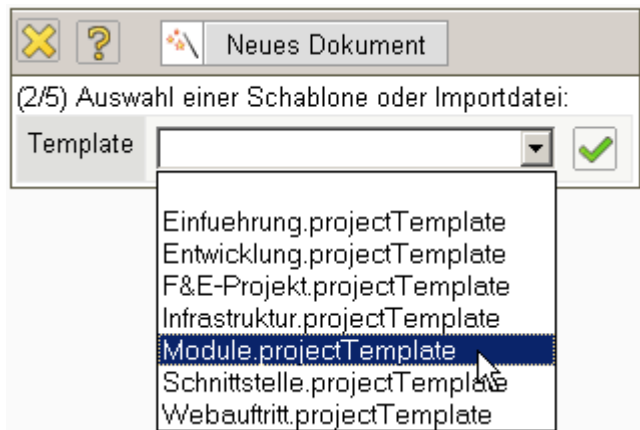 Neues Dokument
(2/5) Auswahl einer Schablone oder Importdatei:
Template
Einfuehrung.projectTemplate
Entwicklung.projectTemplate
F&E-Projekt.projectTemplate
Infrastruktur.projectTemplate
Module.projectTemplate
Schnittstelle.projectTemplate
Webauftritt.projectTemplate